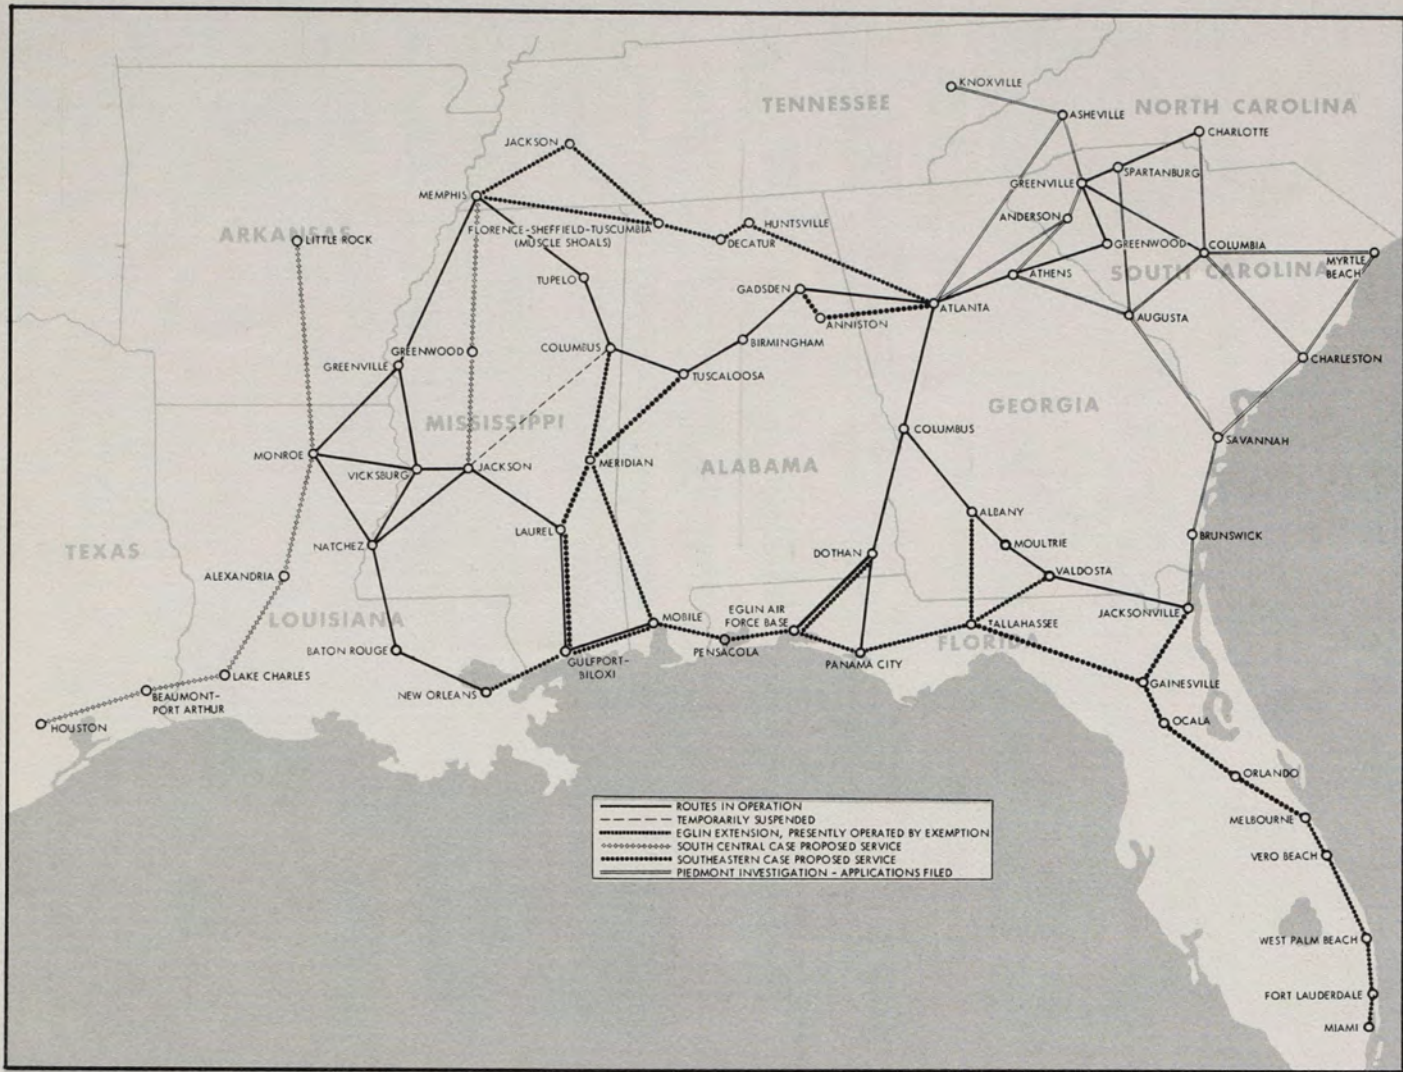 KNOXVILLE
TENNESSEE
NORTH CAROLINA
ASHEVILLE
CHARLOTTE
JACKSON
SPARTANBURG
GREENVILLE
MEMPHIS
ANDERSON
HUNTSVILLE
FLORENCE-SHEFFIELD-TUSCUMBIA
(MUSCLE SHOALS)
DECATUR
ARKANSAS
LITTLE ROCK
GREENWOOD
COLUMBIA
MYRTLE
BEACH
SOUTH CAROLINA
ATHENS
TUPELO
GADSDEN
ATLANTA
ANNISTON
AUGUSTA
BIRMINGHAM
COLUMBUS
GREENWOOD
GREENVILLE
TUSCALOOSA
CHARLESTON
GEORGIA
MISSISSIPPI
COLUMBUS
SAVANNAH
MONROE
VICKSBURG
JACKSON
MERIDIAN
ALABAMA
ALBANY
LAUREL
BRUNSWICK
NATCHEZ
MOULTRIE
TEXAS
DOTHAN
ALEXANDRIA
VALDOSTA
JACKSONVILLE
EGLIN AIR
FORCE BASE
MOBILE
LOUISIANA
TALLAHASSEE
FLORIDA
PENSACOLA
BATON ROUGE
GULFPORT-
BILOXI
PANAMA CITY
LAKE CHARLES
GAINESVILLE
NEW ORLEANS
BEAUMONT-
PORT ARTHUR
HOUSTON
OCALA
ORLANDO
ROUTES IN OPERATION
TEMPORARILY SUSPENDED
EGLIN EXTENSION, PRESENTLY OPERATED BY EXEMPTION
SOUTH CENTRAL CASE PROPOSED SERVICE
SOUTHEASTERN CASE PROPOSED SERVICE
PIEDMONT INVESTIGATION - APPLICATIONS FILED
MELBOURNE
VERO BEACH
WEST PALM BEACH
FORT LAUDERDALE
MIAMI